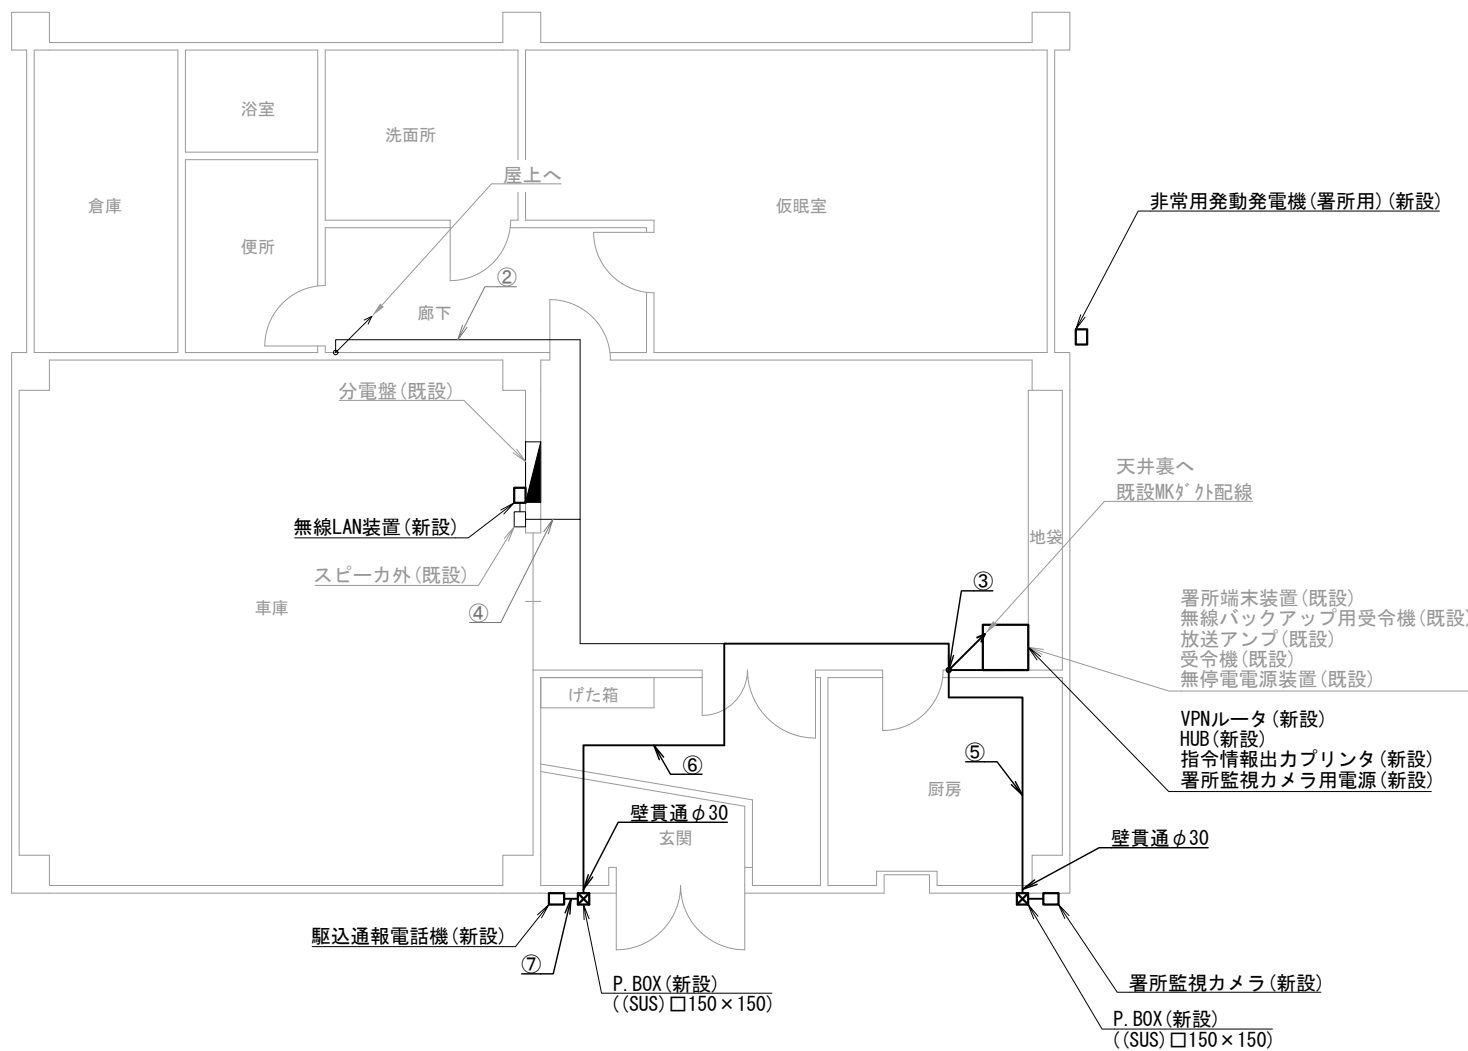 浴室
洗面所
屋上へ
倉庫
仮眠室
非常用発動発電機(署所用)(新設)
便所
②
廊下
分電盤(既設)
天井裏へ
既設MKダクト配線
無線LAN装置(新設)
地袋
スピーカ外(既設)
③
車庫
④
署所端末装置(既設)
無線バックアップ用受令機(既設)
放送アンプ(既設)
受令機(既設)
無停電電源装置(既設)
げた箱
VPNルータ(新設)
HUB(新設)
指令情報出力プリンタ(新設)
署所監視カメラ用電源(新設)
⑤
⑥
厨房
壁貫通φ30
玄関
壁貫通φ30
駆込通報電話機(新設)
⑦
P.BOX(新設)
((SUS)□150×150)
署所監視カメラ(新設)
P.BOX(新設)
((SUS)□150×150)